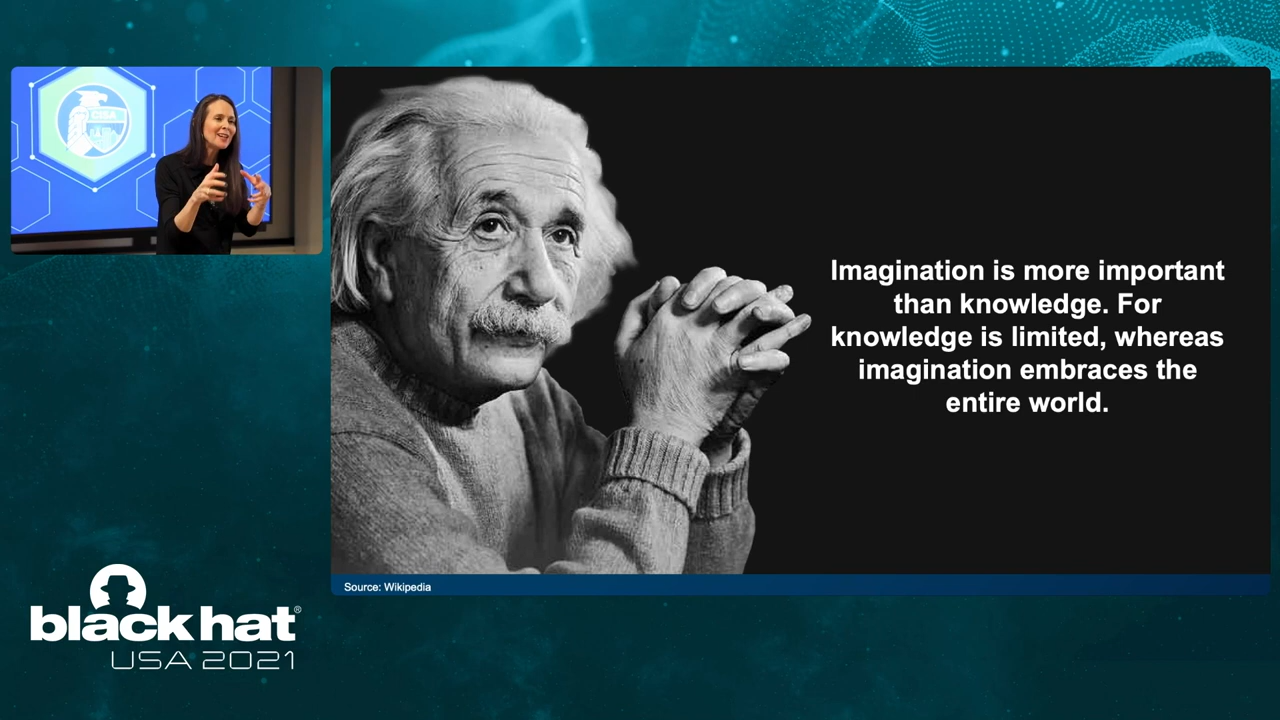 CISA
Imagination is more important
than knowledge. For
knowledge is limited, whereas
imagination embraces the
entire world.
Source: Wikipedia
black hat®
USA 2021